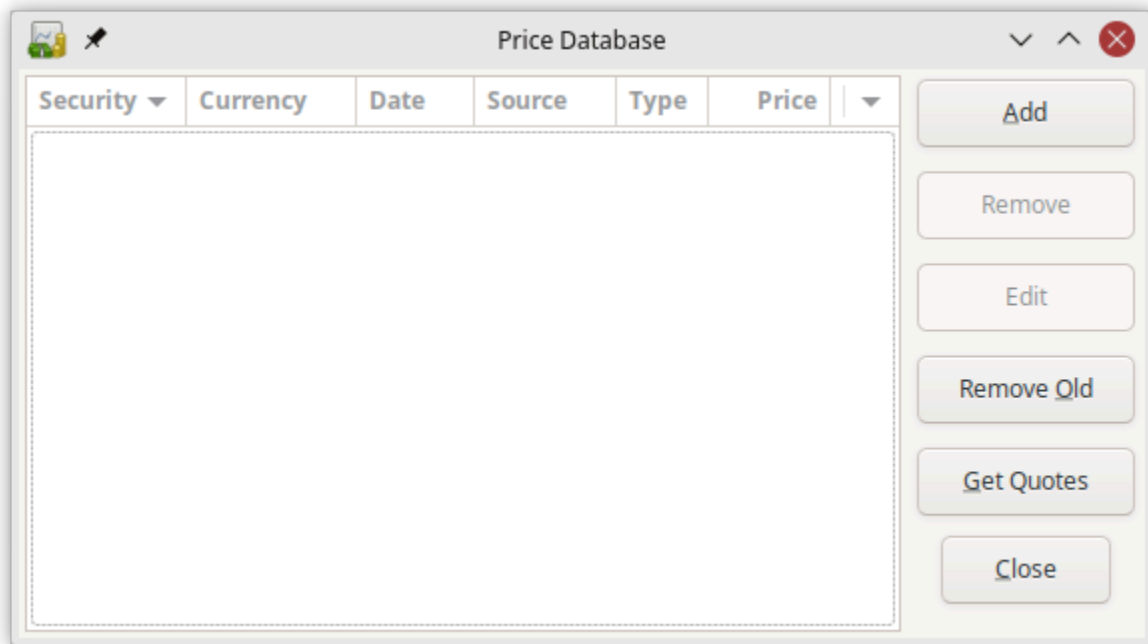 Price Database
Security Currency Date Source Type Price
Add
Remove
Edit
Remove Old
Get Quotes
Close